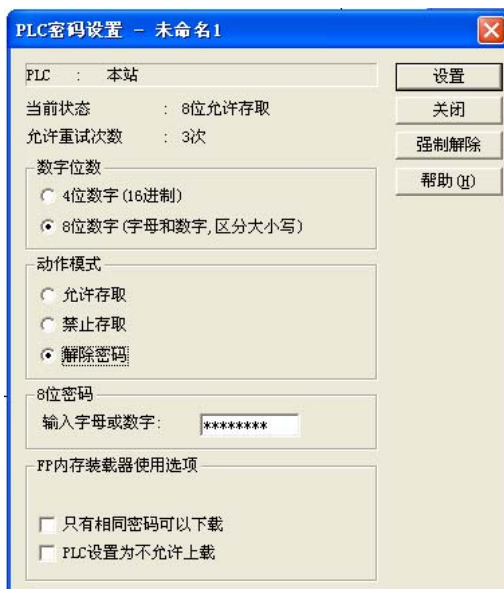 PLC密码设置 - 未命名1
PLC : 本站
设置
当前状态 : 8位允许存取
关闭
允许重试次数 : 3次
强制解除
数字位数
帮助(H)
4位数字(16进制)
8位数字(字母和数字,区分大小写)
动作模式
允许存取
禁止存取
解除密码
8位密码
输入字母或数字: ********
FP内存装载器使用选项
只有相同密码可以下载
PLC设置为不允许上载